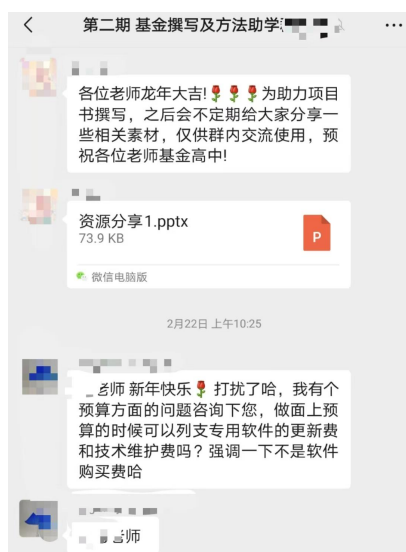 第二期 基金撰写及方法助学
各位老师龙年大吉!🌹🌹🌹为助力项目
书撰写，之后会不定期给大家分享一
些相关素材，仅供群内交流使用，预
祝各位老师基金高中!
资源分享1.pptx
73.9 KB
P
微信电脑版
2月22日 上午10:25
老师 新年快乐🌹 打扰了哈，我有个
预算方面的问题咨询下您，做面上预
算的时候可以列支专用软件的更新费
和技术维护费吗？强调一下不是软件
购买费哈
老师